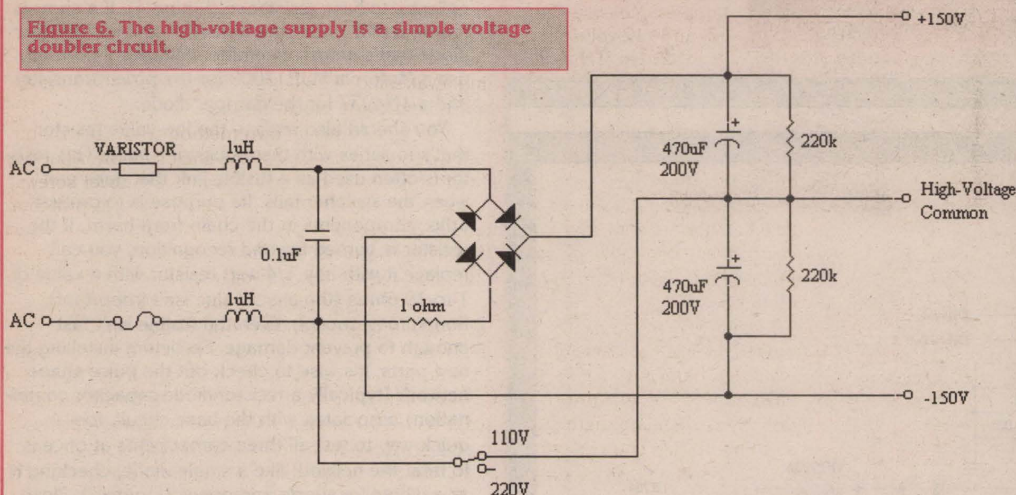 Figure 6. The high-voltage supply is a simple voltage
doubler circuit.
+150V
VARISTOR
1uH
AC
+
470uF
200V
220k
High-Voltage
Common
0.1uF
+
470uF
200V
220k
1uH
1 ohm
AC
-150V
110V
220V